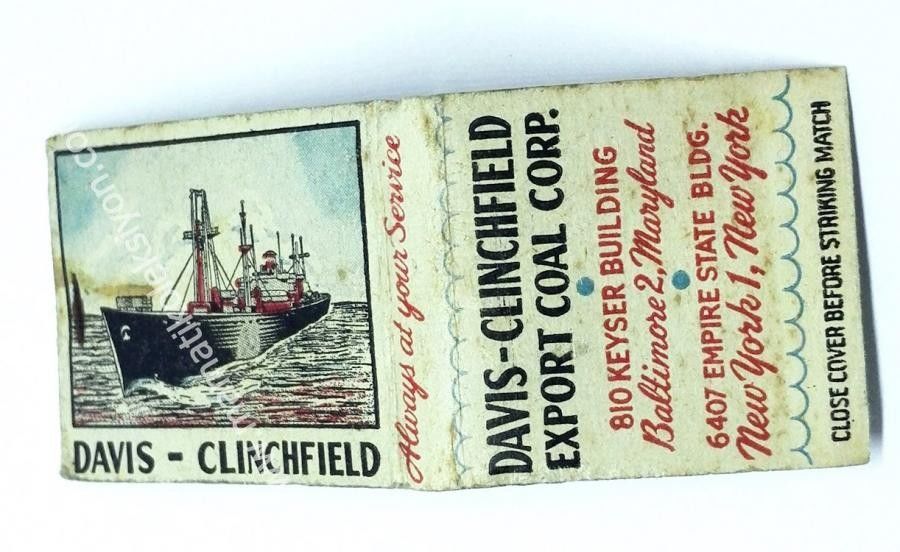 DAVIS - CLINCHFIELD
Always at your Service
DAVIS-CLINCHFIELD
EXPORT COAL CORP.
810 KEYSER BUILDING
Baltimore 2, Maryland
6407 EMPIRE STATE BLDG.
New York 1, New York
CLOSE COVER BEFORE STRIKING MATCH